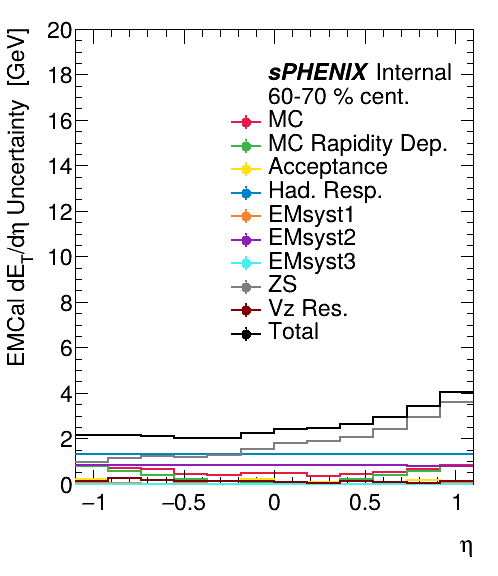 EMCal dE_T/dη Uncertainty [GeV]
20
18
16
14
12
10
8
6
4
2
0
sPHENIX Internal
60-70 % cent.
MC
MC Rapidity Dep.
Acceptance
Had. Resp.
EMsyst1
EMsyst2
EMsyst3
ZS
Vz Res.
Total
−1 −0.5 0 0.5 1
η